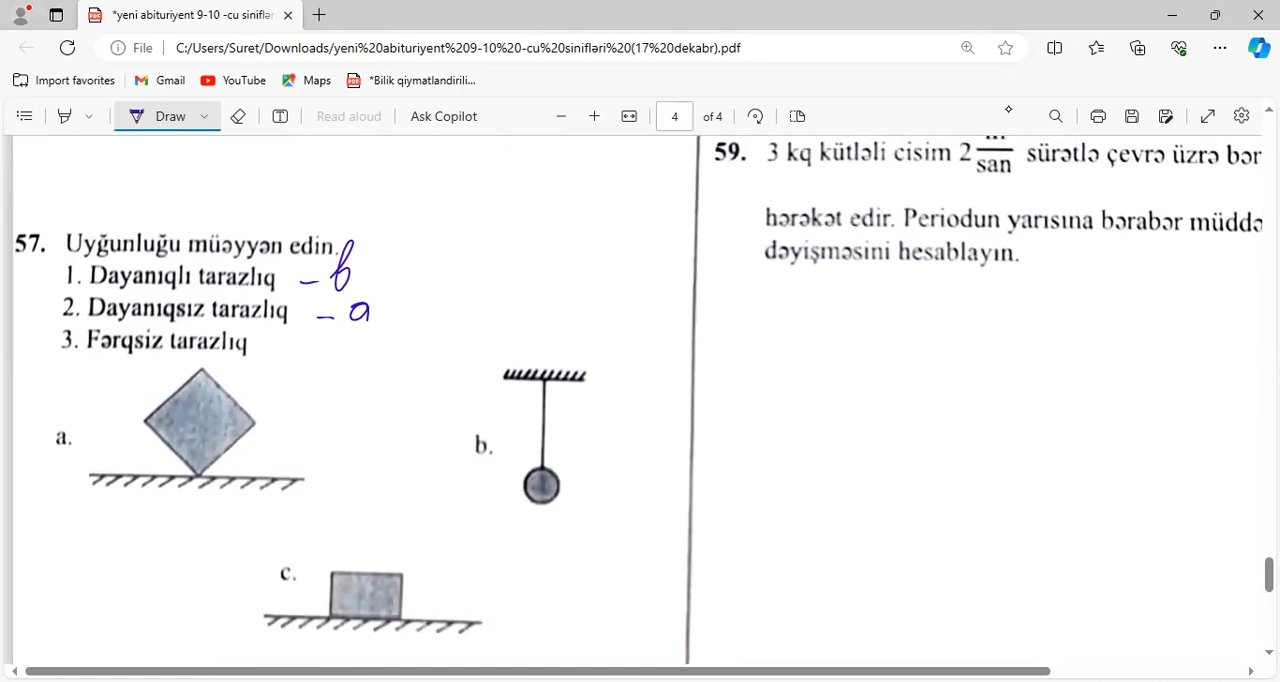 *yeni abituriyent 9-10 -cu siniflər
File
C:/Users/Suret/Downloads/yeni%20abituriyent%209-10%20-cu%20sinifləri%20(17%20dekabr).pdf
Import favorites
Gmail
YouTube
Maps
*Bilik qiymatlandirili...
Draw
Read aloud
Ask Copilot
4
of 4
57. Uyğunluğu müəyyən edin.
1. Dayanıqlı tarazlıq - b
2. Dayanıqsız tarazlıq - a
3. Fərqsiz tarazlıq
a.
b.
c.
59. 3 kq kütləli cisim 2 m/san sürətlə çevrə üzrə bər
hərəkət edir. Periodun yarısına bərabər müddə
dəyişməsini hesablayın.